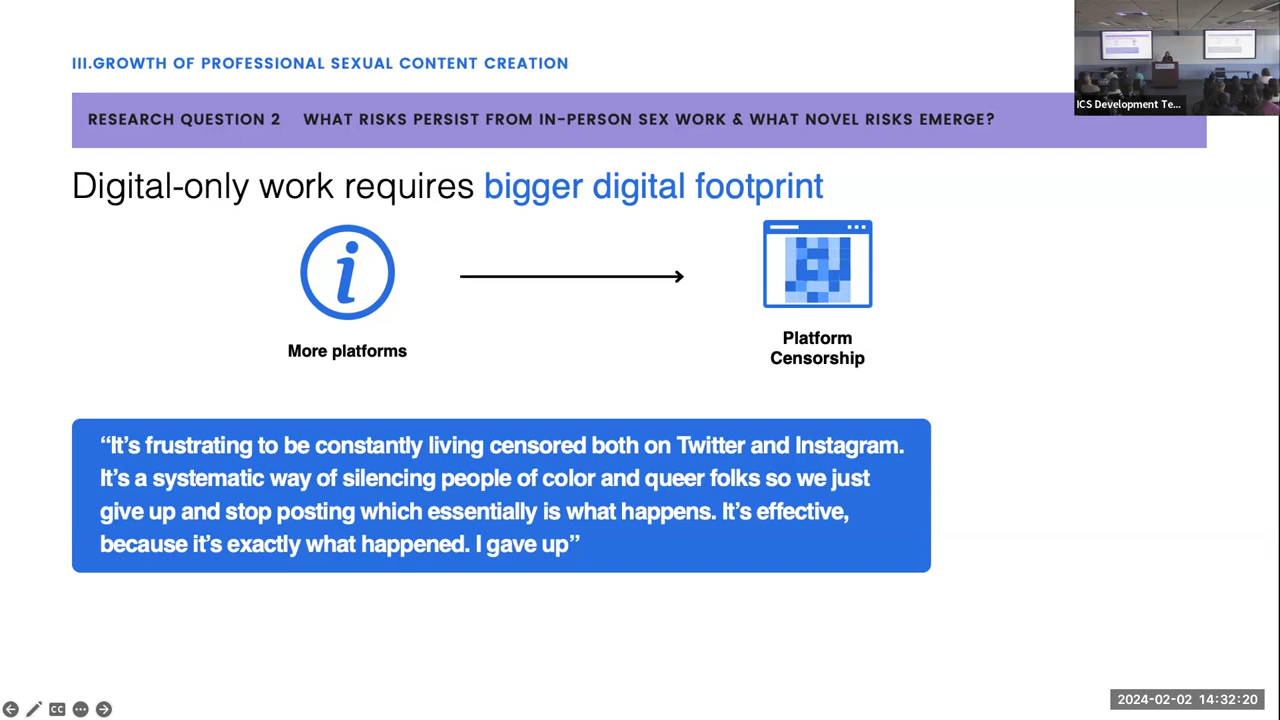 III.GROWTH OF PROFESSIONAL SEXUAL CONTENT CREATION
ICS Development Te...
RESEARCH QUESTION 2 WHAT RISKS PERSIST FROM IN-PERSON SEX WORK & WHAT NOVEL RISKS EMERGE?
Digital-only work requires bigger digital footprint
More platforms
Platform
Censorship
“It’s frustrating to be constantly living censored both on Twitter and Instagram.
It’s a systematic way of silencing people of color and queer folks so we just
give up and stop posting which essentially is what happens. It’s effective,
because it’s exactly what happened. I gave up”
CC
2024-02-02 14:32:20